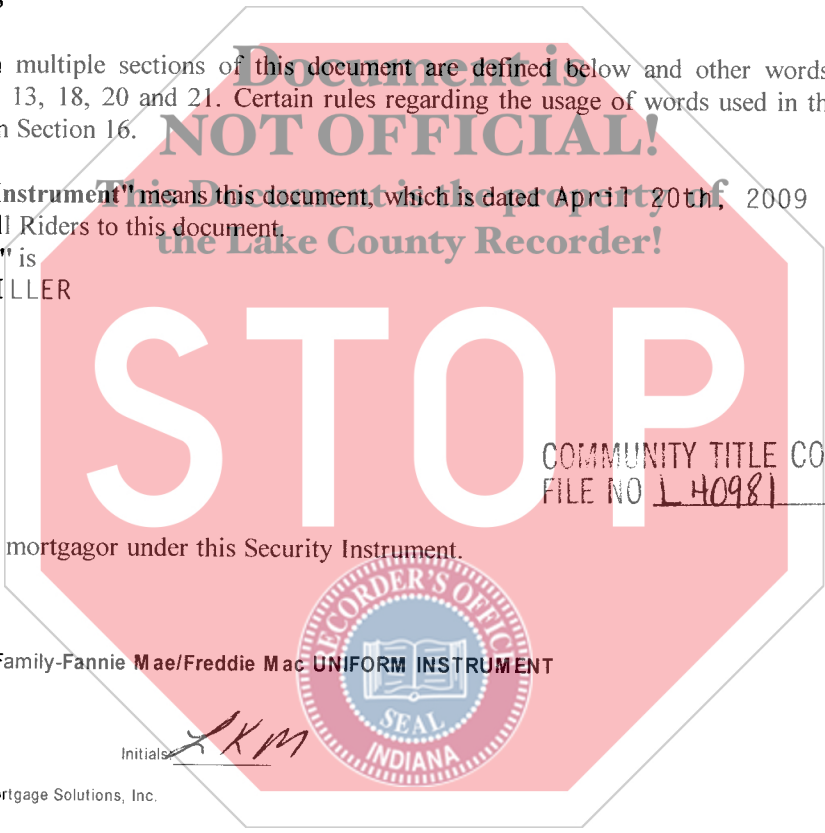 Document is
multiple sections of this document are defined below and other words
13, 18, 20 and 21. Certain rules regarding the usage of words used in th
n Section 16.
NOT OFFICIAL!
Instrument" means this document, which is dated April 20th, 2009
This Document is the property of
ll Riders to this document.
the Lake County Recorder!
" is
ILLER
STOP
COMMUNITY TITLE CO
FILE NO L 40981
mortgagor under this Security Instrument.
RECORDER'S OFFICE
Family-Fannie Mae/Freddie Mac UNIFORM INSTRUMENT
SEAL
INDIANA
Initials: LKM
rtgage Solutions, Inc.